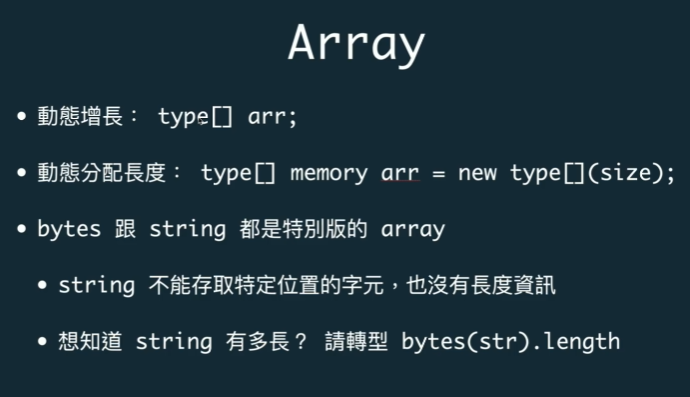 Array
• 動態增長： type[] arr;
• 動態分配長度： type[] memory arr = new type[](size);
• bytes 跟 string 都是特別版的 array
• string 不能存取特定位置的字元，也沒有長度資訊
• 想知道 string 有多長？ 請轉型 bytes(str).length